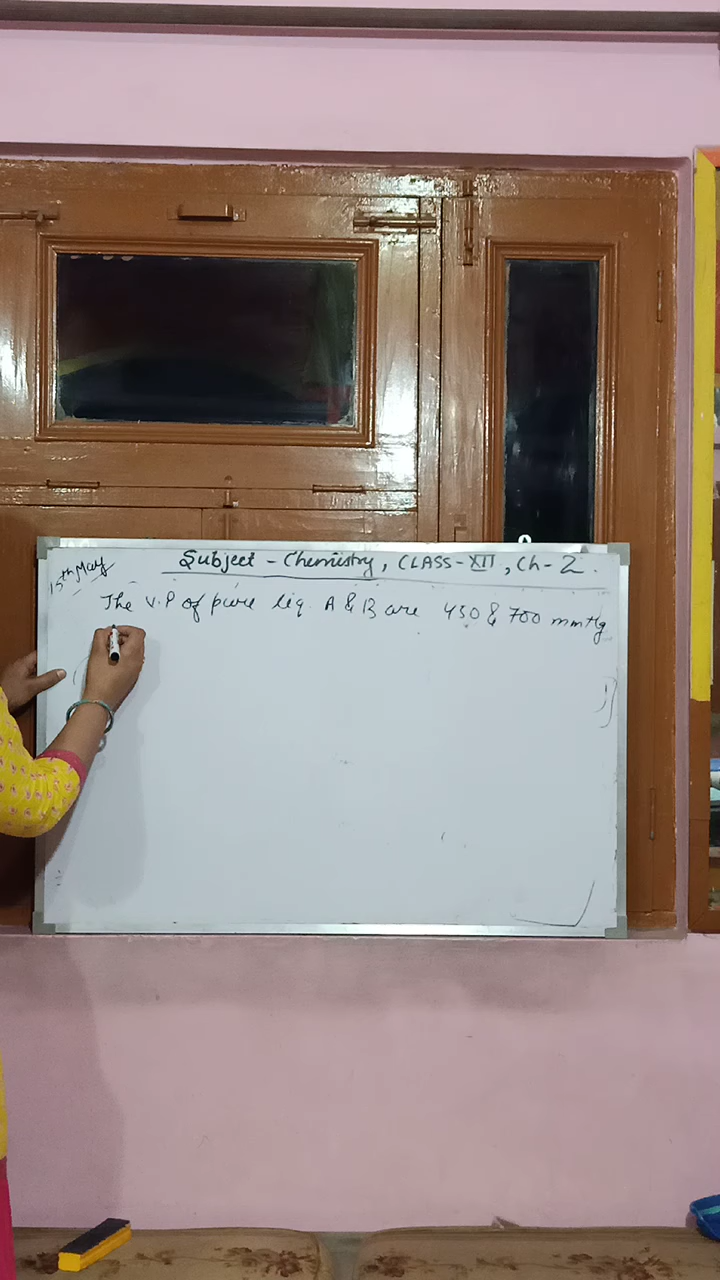 Subject - Chemistry, CLASS-XII, Ch-2.
15th May
The V.P of pure liq. A & B are 450 & 700 mmHg